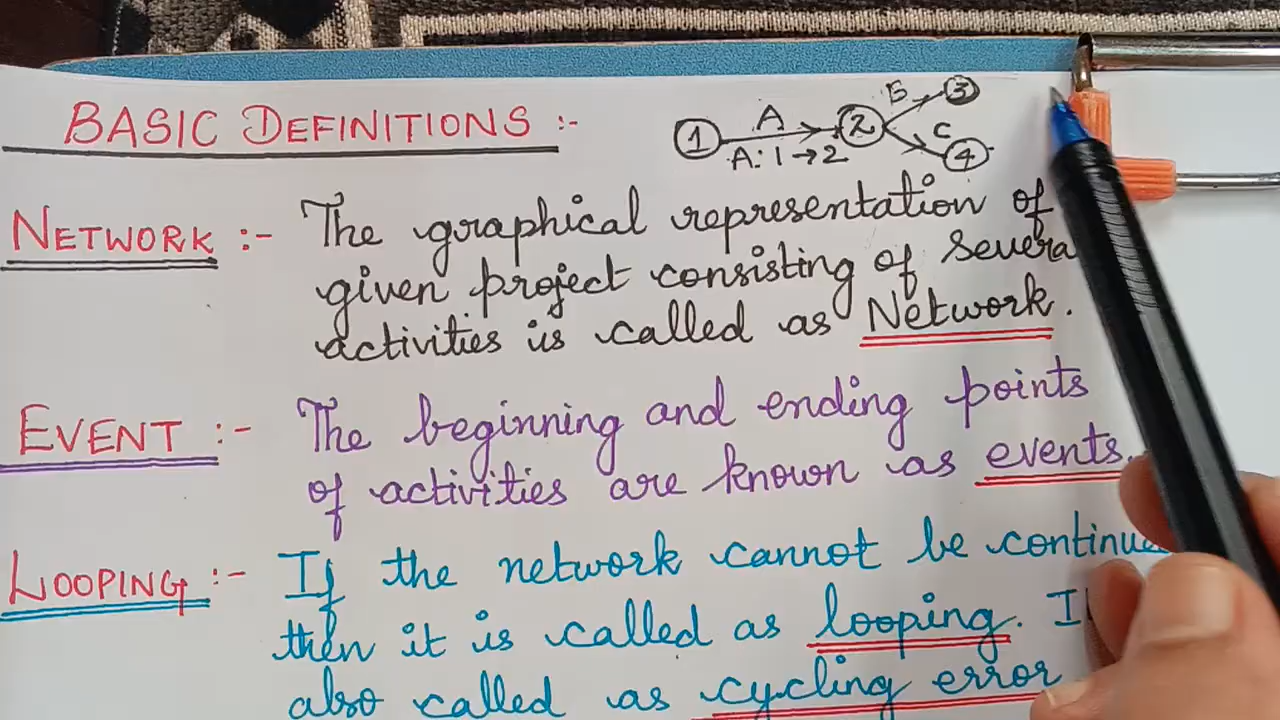 BASIC DEFINITIONS :-
1 A 2 B 3
A: 1 → 2 C 4
NETWORK :- The graphical representation of
given project consisting of
activities is called as Network.
EVENT :- The beginning and ending points
of activities are known as events.
LOOPING :- If the network cannot be
then it is called as looping.
also called as cycling error